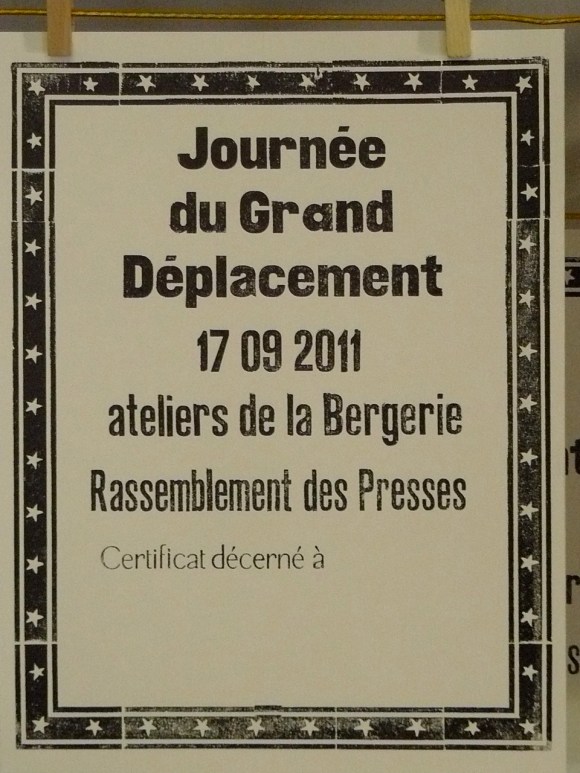 Journée
du Grand
Déplacement
17 09 2011
ateliers de la Bergerie
Rassemblement des Presses
Certificat décerné à